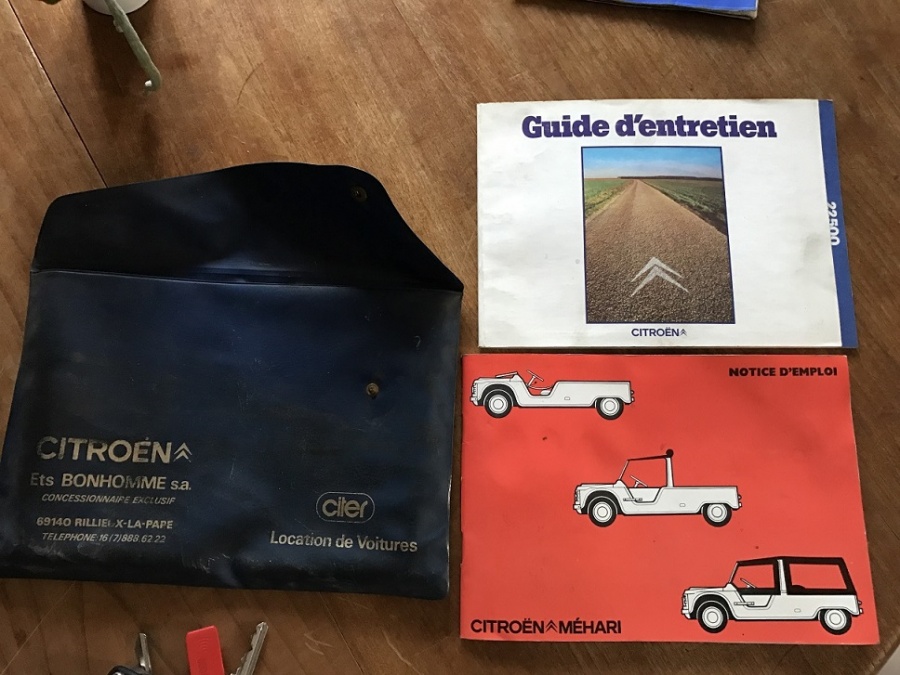 Guide d'entretien
22500
CITROËN
NOTICE D'EMPLOI
CITROËN MÉHARI
CITROËN
Ets BONHOMME s.a.
CONCESSIONNAIRE EXCLUSIF
69140 RILLIEUX-LA-PAPE
TELEPHONE 16 (7) 888 62 22
citer
Location de Voitures